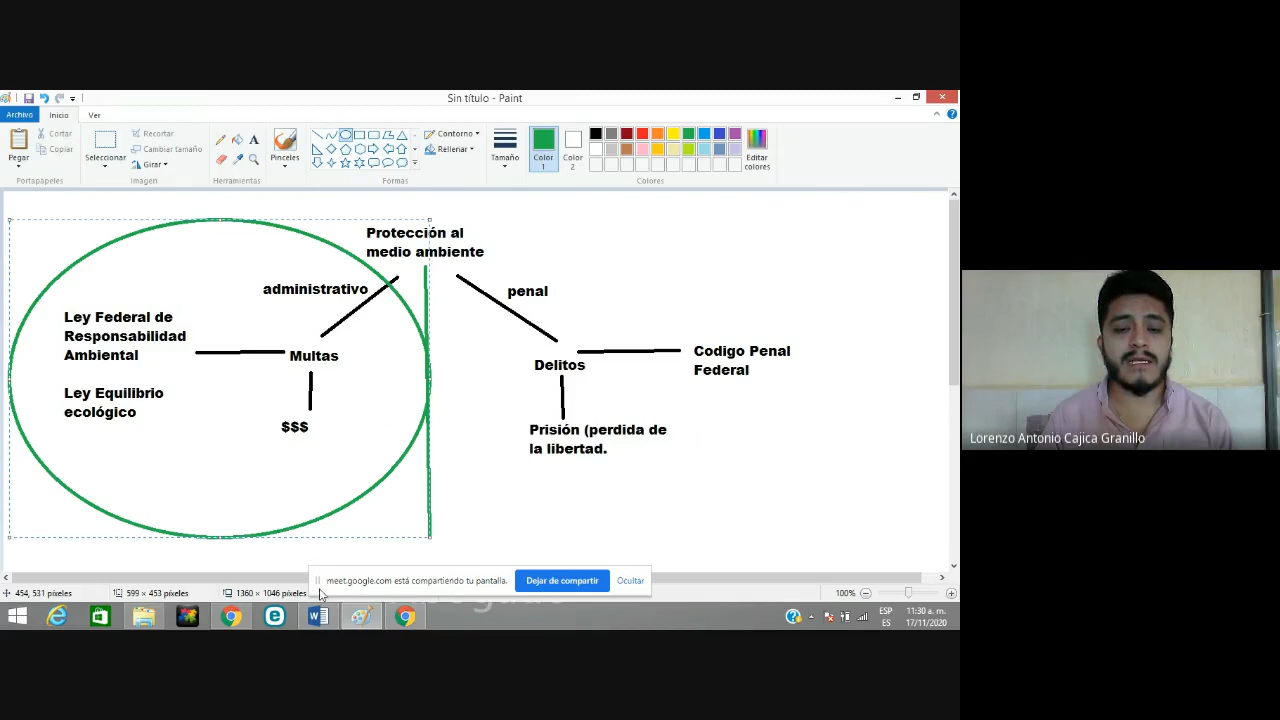 Sin título - Paint
Archivo Inicio Ver
Pegar
Cortar
Copiar
Portapapeles
Seleccionar
Recortar
Cambiar tamaño
Girar
Imagen
A
Herramientas
Pinceles
Contorno
Rellenar
Formas
Tamaño
Color 1
Color 2
Editar colores
Colores
Protección al
medio ambiente
administrativo
penal
Ley Federal de
Responsabilidad
Ambiental
Ley Equilibrio
ecológico
Multas
$$$
Delitos
Codigo Penal
Federal
Prisión (perdida de
la libertad.
Lorenzo Antonio Cajica Granillo
meet.google.com está compartiendo tu pantalla.
Dejar de compartir
Ocultar
454, 531 píxeles
599 × 453 píxeles
1360 × 1046 píxeles
100%
ESP
ES
11:30 a. m.
17/11/2020